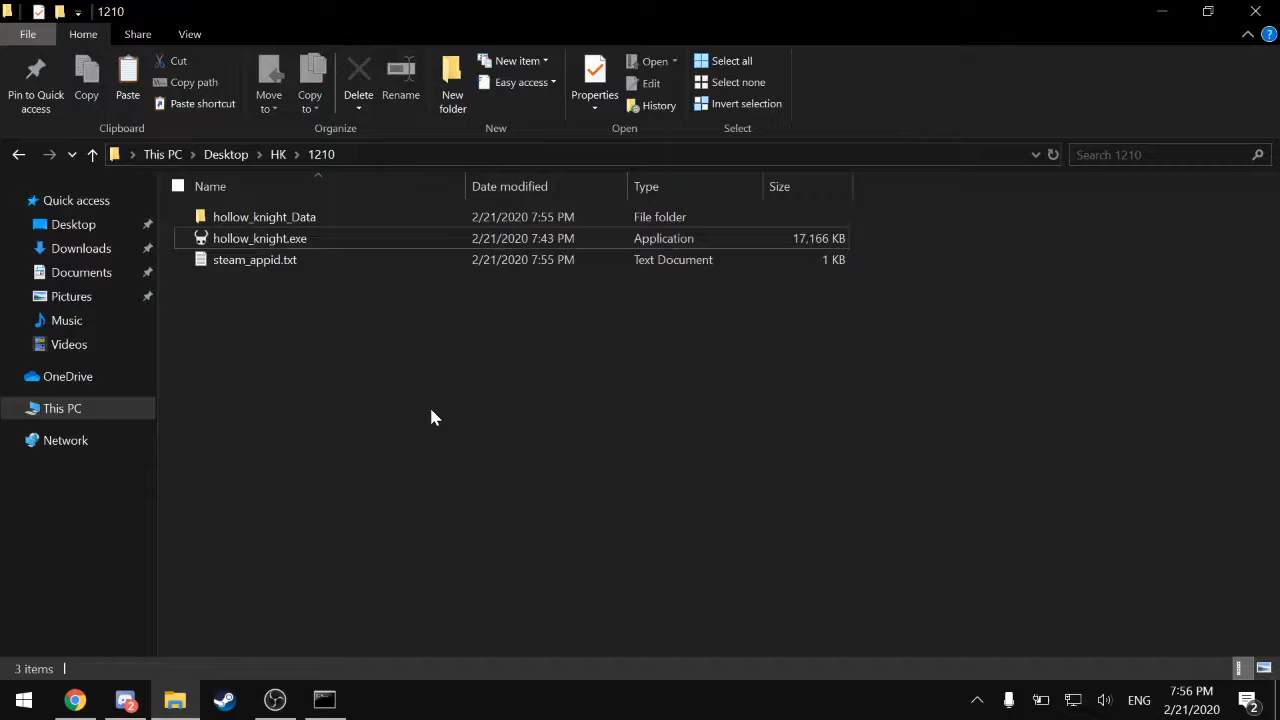 1210
File Home Share View
Cut New item Open Select all
Copy path Easy access Edit Select none
Pin to Quick access Copy Paste Paste shortcut Move to Copy to Delete Rename New folder Properties History Invert selection
Clipboard Organize New Open Select
This PC Desktop HK 1210 Search 1210
Name Date modified Type Size
Quick access
Desktop
Downloads
Documents
Pictures
Music
Videos
OneDrive
This PC
Network
hollow_knight_Data 2/21/2020 7:55 PM File folder
hollow_knight.exe 2/21/2020 7:43 PM Application 17,166 KB
steam_appid.txt 2/21/2020 7:55 PM Text Document 1 KB
3 items
2 ENG 7:56 PM 2
2/21/2020